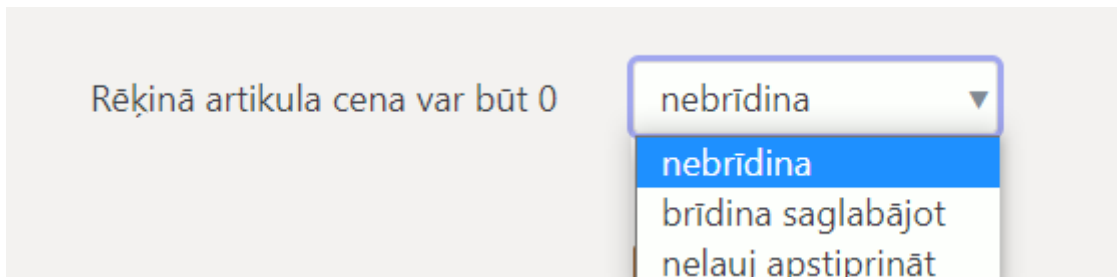 Rēķinā artikula cena var būt 0 nebrīdina
nebrīdina
brīdina saglabājot
neļauj apstiprināt